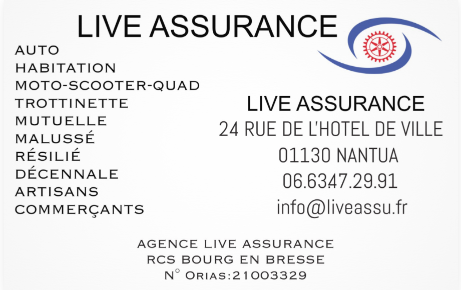 LIVE ASSURANCE
AUTO
HABITATION
MOTO-SCOOTER-QUAD
TROTTINETTE
MUTUELLE
MALUSSÉ
RÉSILIÉ
DÉCENNALE
ARTISANS
COMMERÇANTS
LIVE ASSURANCE
24 RUE DE L'HOTEL DE VILLE
01130 NANTUA
06.6347.29.91
info@liveassu.fr
AGENCE LIVE ASSURANCE
RCS BOURG EN BRESSE
N° Orias:21003329